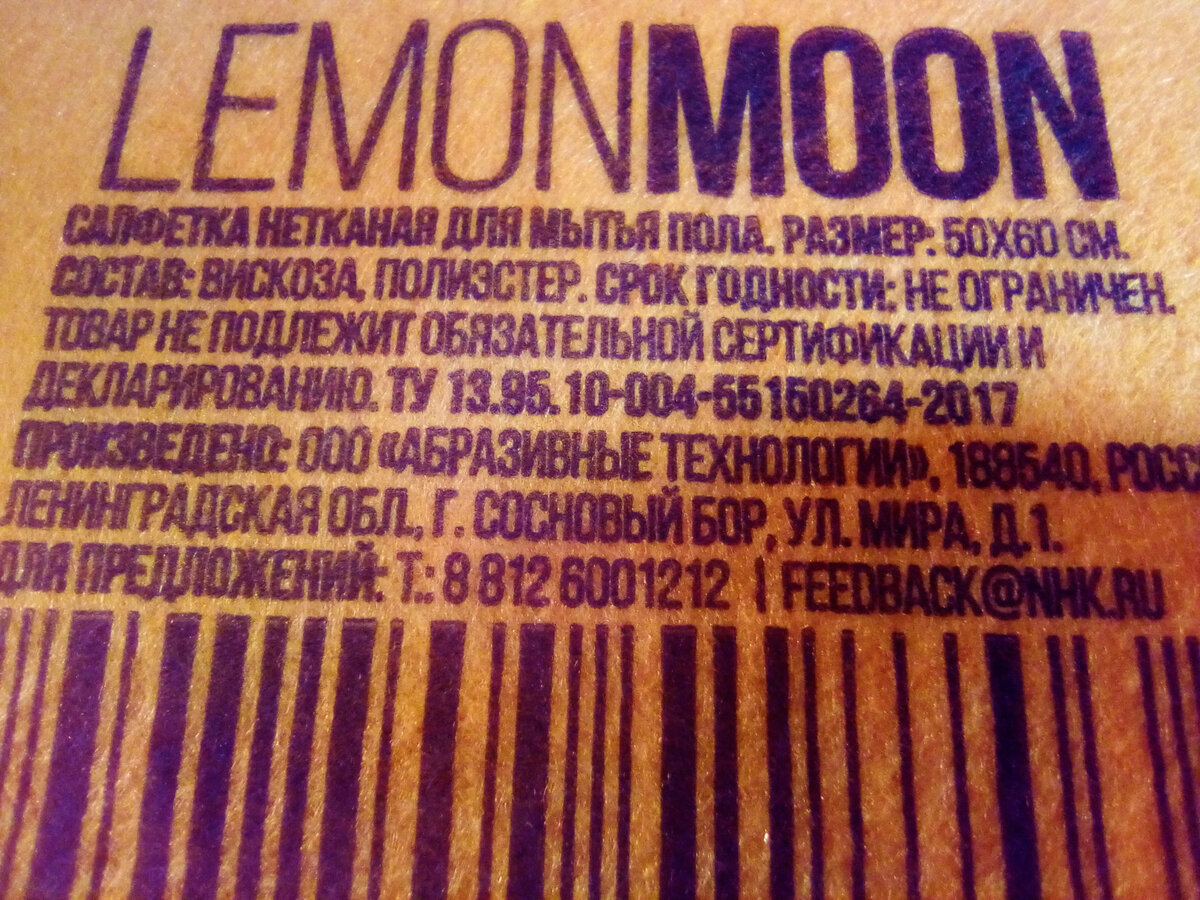 LEMONMOON
САЛФЕТКА НЕТКАНАЯ ДЛЯ МЫТЬЯ ПОЛА. РАЗМЕР: 50Х60 СМ.
СОСТАВ: ВИСКОЗА, ПОЛИЭСТЕР. СРОК ГОДНОСТИ: НЕ ОГРАНИЧЕН.
ТОВАР НЕ ПОДЛЕЖИТ ОБЯЗАТЕЛЬНОЙ СЕРТИФИКАЦИИ И
ДЕКЛАРИРОВАНИЮ. ТУ 13.95.10-004-55150264-2017
ПРОИЗВЕДЕНО: ООО «АБРАЗИВНЫЕ ТЕХНОЛОГИИ», 188540, РОСС
ЛЕНИНГРАДСКАЯ ОБЛ., Г. СОСНОВЫЙ БОР, УЛ. МИРА, Д.1.
ДЛЯ ПРЕДЛОЖЕНИЙ: Т.: 8 812 6001212 | FEEDBACK@NHK.RU